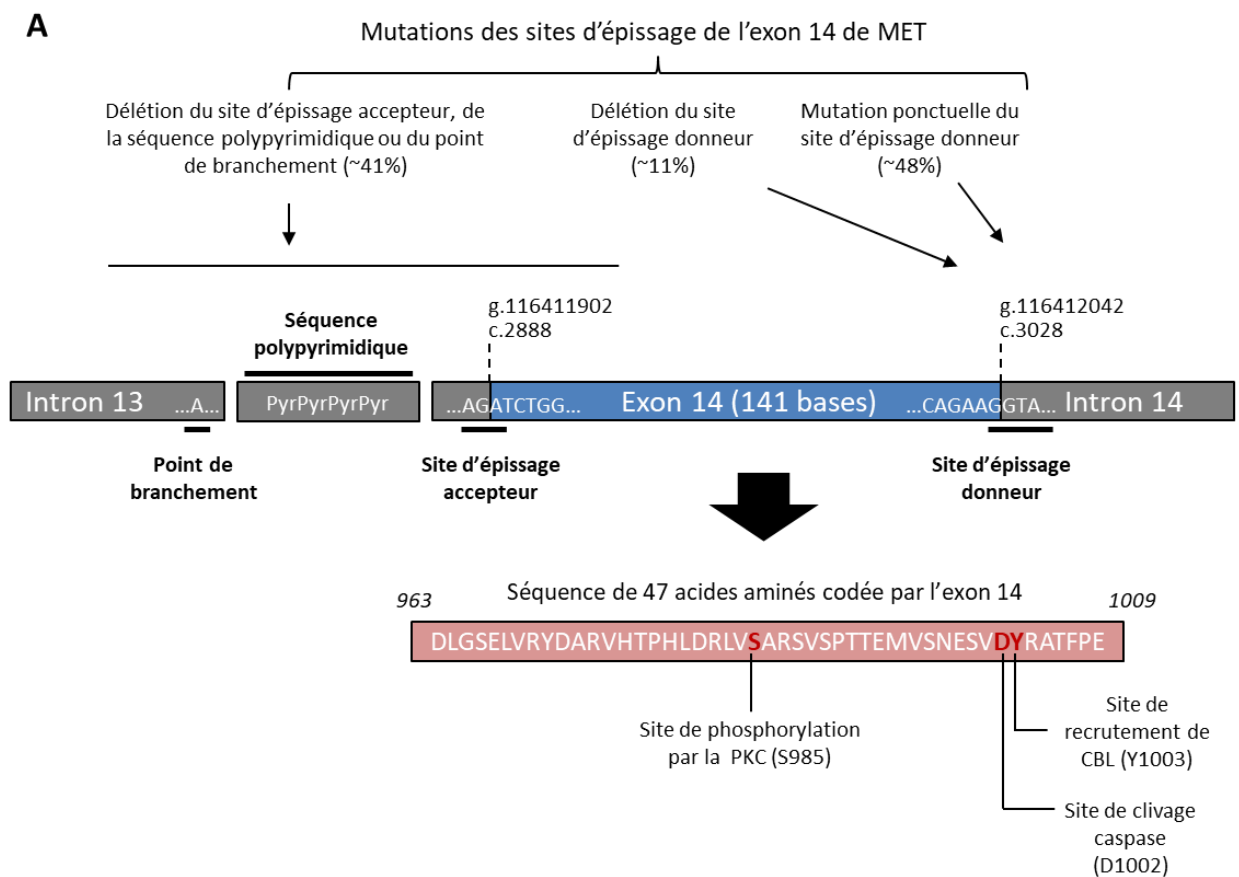 A
Mutations des sites d'épissage de l'exon 14 de MET
Délétion du site d'épissage accepteur, de
la séquence polypyrimidique ou du point
de branchement (~41%)
Délétion du site
d'épissage donneur
(~11%)
Mutation ponctuelle du
site d'épissage donneur
(~48%)
g.116411902
c.2888
g.116412042
c.3028
Séquence
polypyrimidique
Intron 13 ...A...
PyrPyrPyrPyr
...AGATCTGG... Exon 14 (141 bases) ...CAGAAGGTA... Intron 14
Point de
branchement
Site d'épissage
accepteur
Site d'épissage
donneur
963
Séquence de 47 acides aminés codée par l'exon 14
1009
DLGSELVRYDARVHTPHLDRLVSARSVSPTTEMVSNESVDYRATFPE
Site de phosphorylation
par la PKC (S985)
Site de
recrutement de
CBL (Y1003)
Site de clivage
caspase
(D1002)